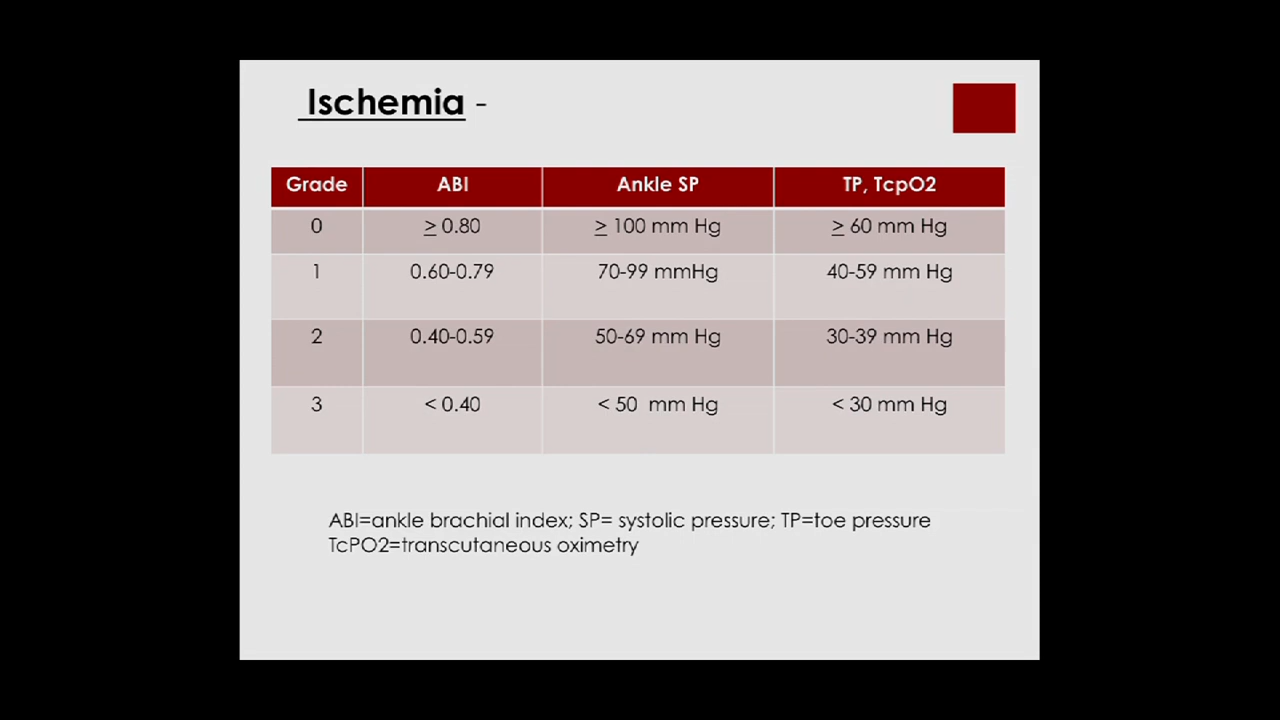 Ischemia -
Grade ABI Ankle SP TP, TcpO2
0 ≥ 0.80 ≥ 100 mm Hg ≥ 60 mm Hg
1 0.60-0.79 70-99 mmHg 40-59 mm Hg
2 0.40-0.59 50-69 mm Hg 30-39 mm Hg
3 < 0.40 < 50 mm Hg < 30 mm Hg
ABI=ankle brachial index; SP= systolic pressure; TP=toe pressure
TcPO2=transcutaneous oximetry